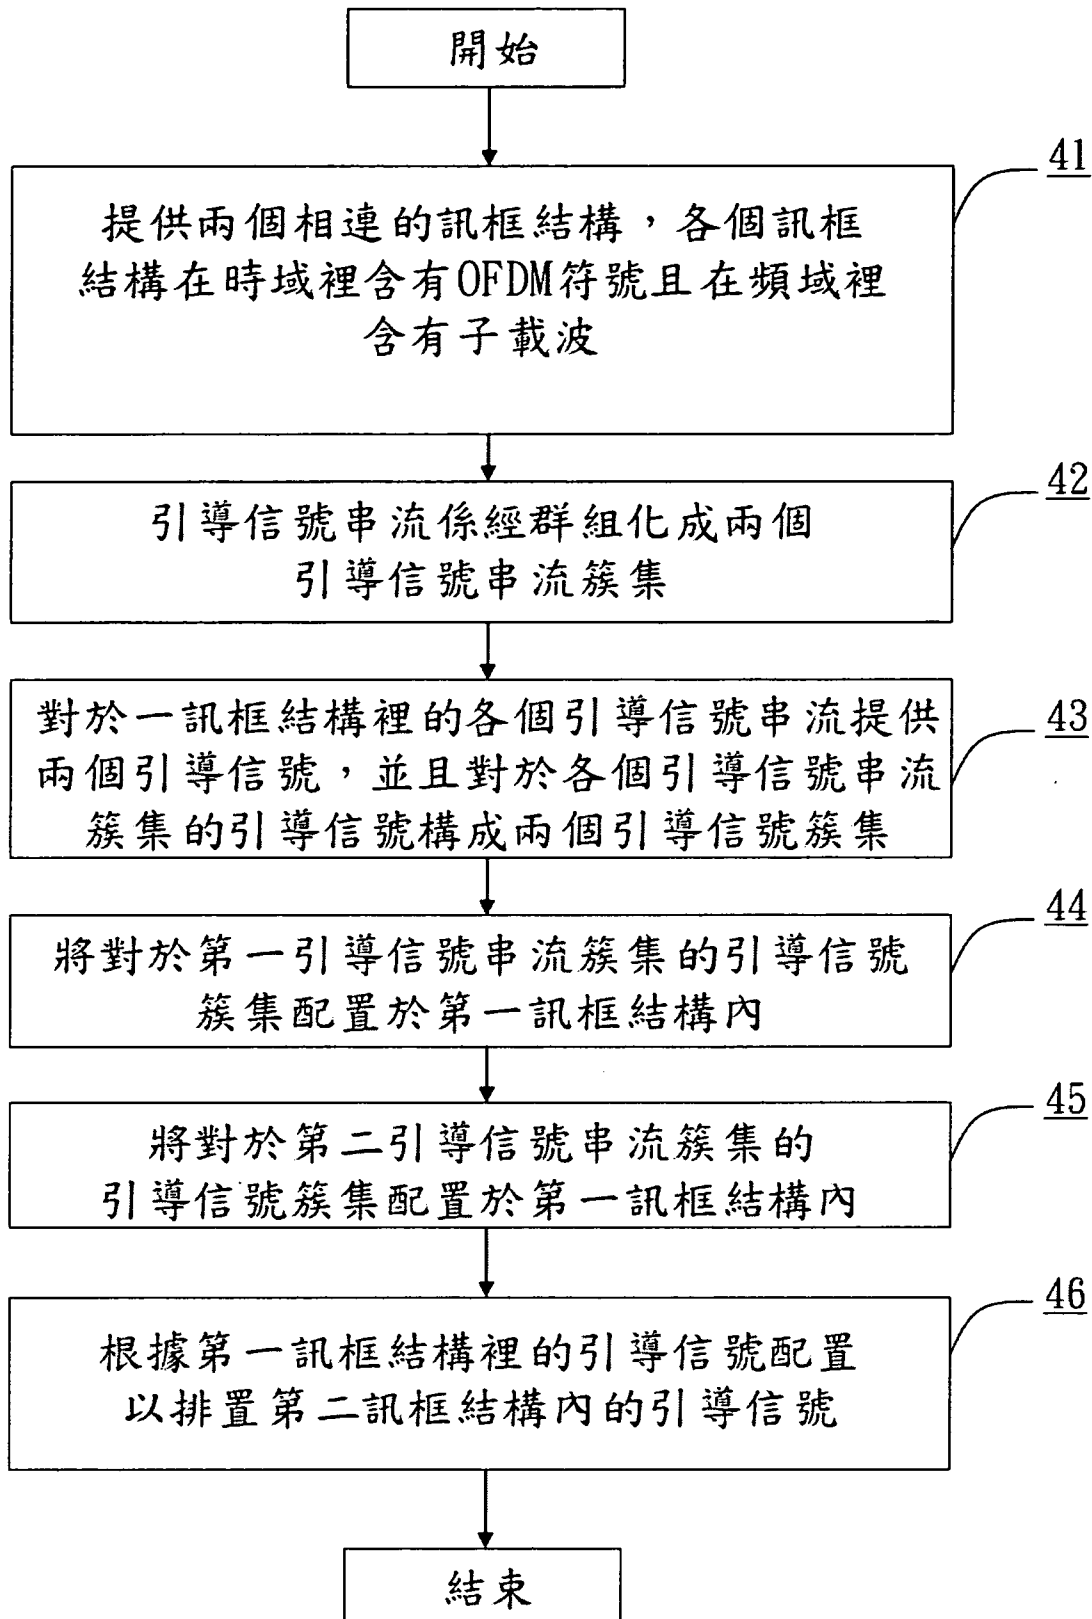 開始
41
提供兩個相連的訊框結構，各個訊框
結構在時域裡含有OFDM符號且在頻域裡
含有子載波
42
引導信號串流係經群組化成兩個
引導信號串流簇集
43
對於一訊框結構裡的各個引導信號串流提供
兩個引導信號，並且對於各個引導信號串流
簇集的引導信號構成兩個引導信號簇集
44
將對於第一引導信號串流簇集的引導信號
簇集配置於第一訊框結構內
45
將對於第二引導信號串流簇集的
引導信號簇集配置於第一訊框結構內
46
根據第一訊框結構裡的引導信號配置
以排置第二訊框結構內的引導信號
結束